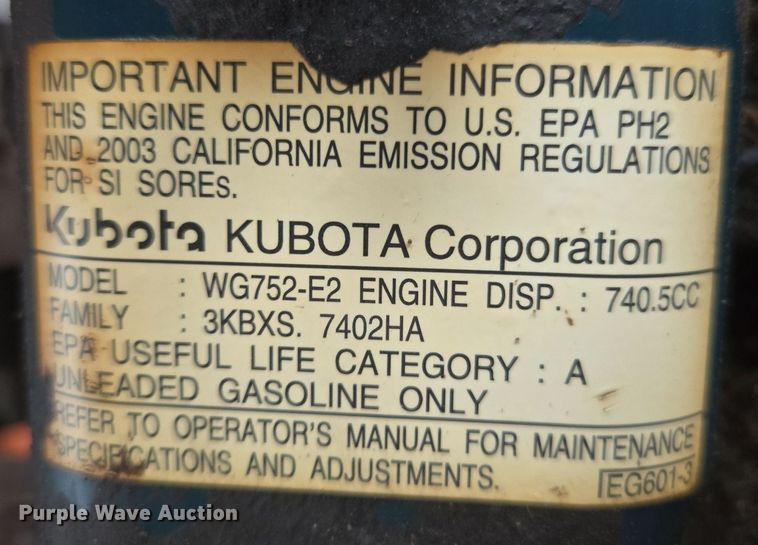 IMPORTANT ENGINE INFORMATION
THIS ENGINE CONFORMS TO U.S. EPA PH2
AND 2003 CALIFORNIA EMISSION REGULATIONS
FOR SI SOREs.
Kubota KUBOTA Corporation
MODEL : WG752-E2 ENGINE DISP. : 740.5CC
FAMILY : 3KBXS. 7402HA
EPA USEFUL LIFE CATEGORY : A
UNLEADED GASOLINE ONLY
REFER TO OPERATOR'S MANUAL FOR MAINTENANCE
SPECIFICATIONS AND ADJUSTMENTS.
EG601-3
Purple Wave Auction